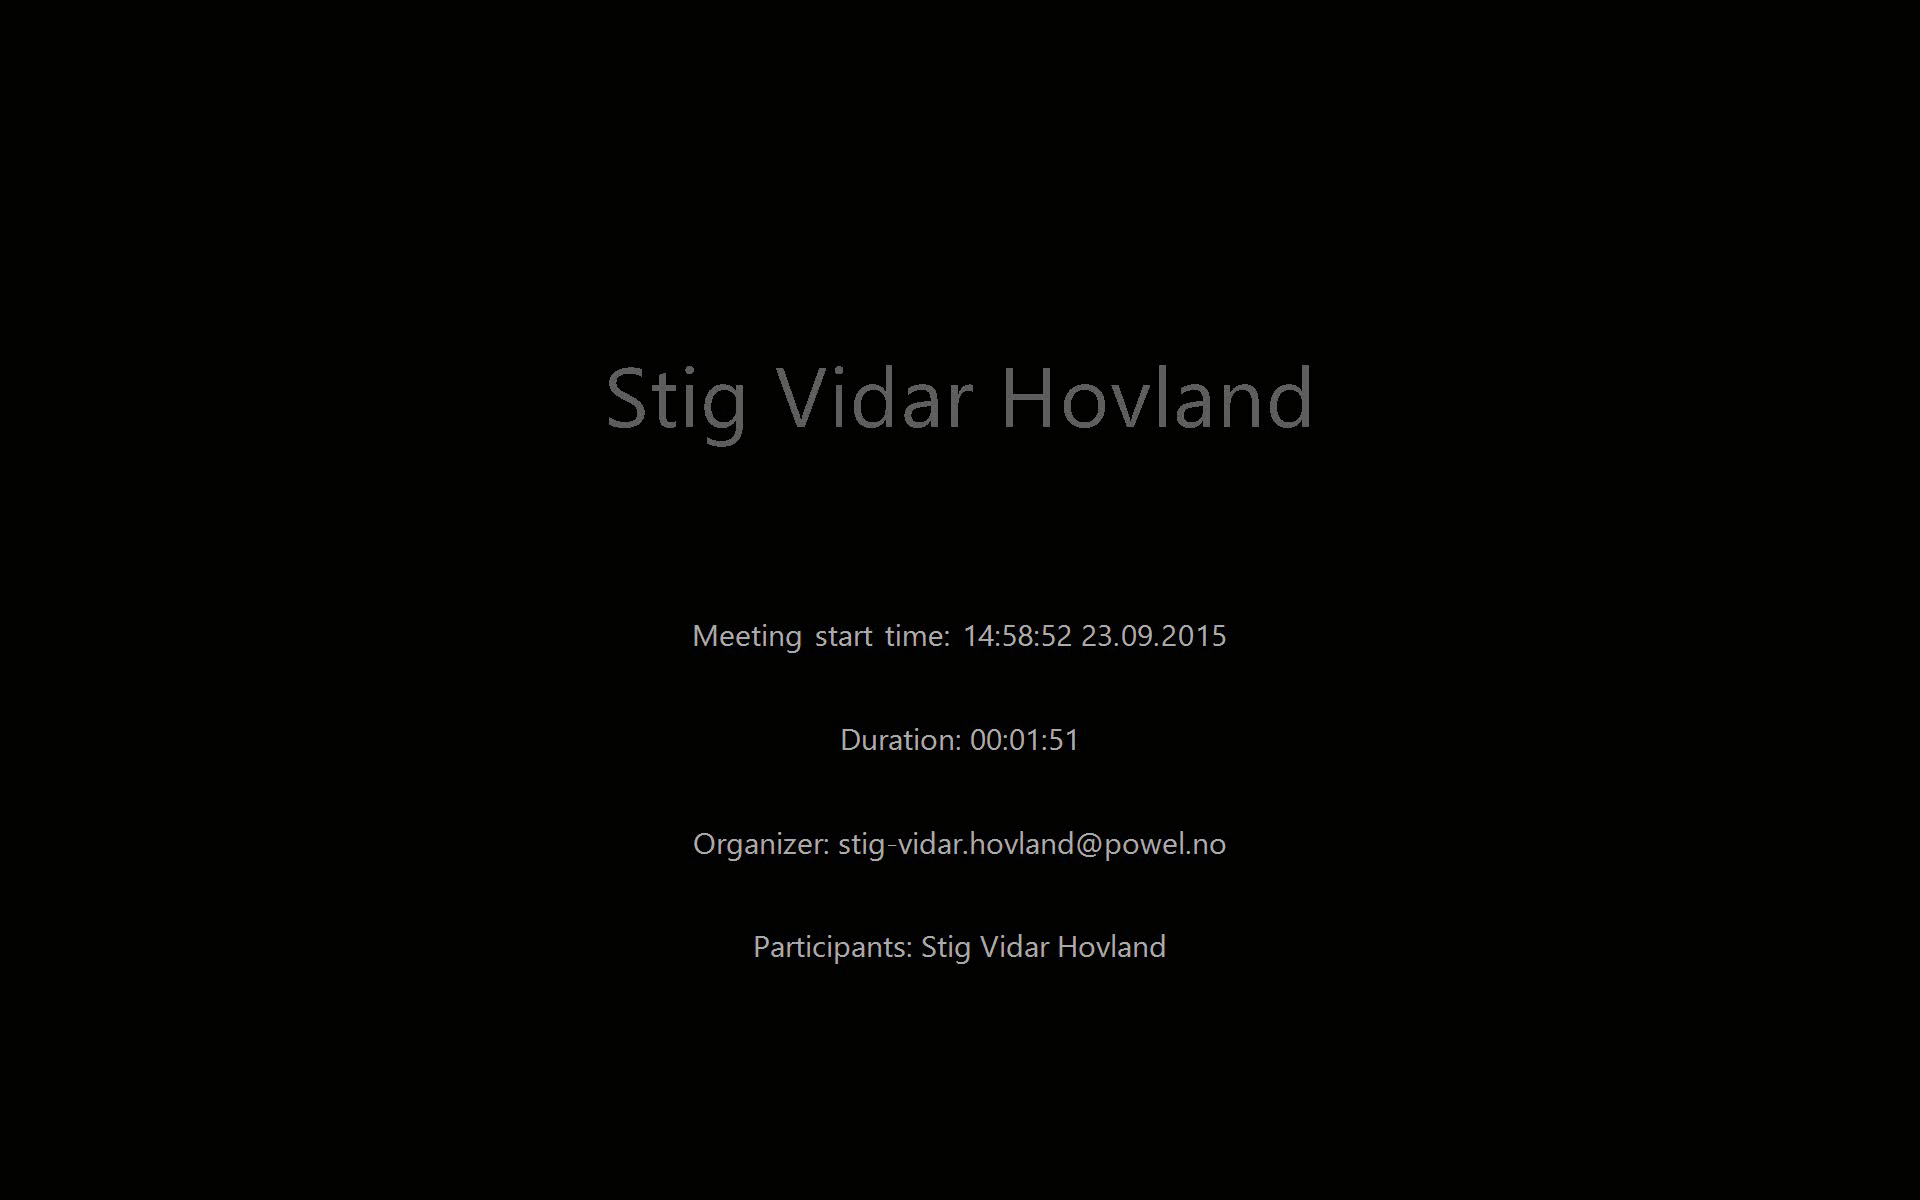 Stig Vidar Hovland
Meeting start time: 14:58:52 23.09.2015
Duration: 00:01:51
Organizer: stig-vidar.hovland@powel.no
Participants: Stig Vidar Hovland